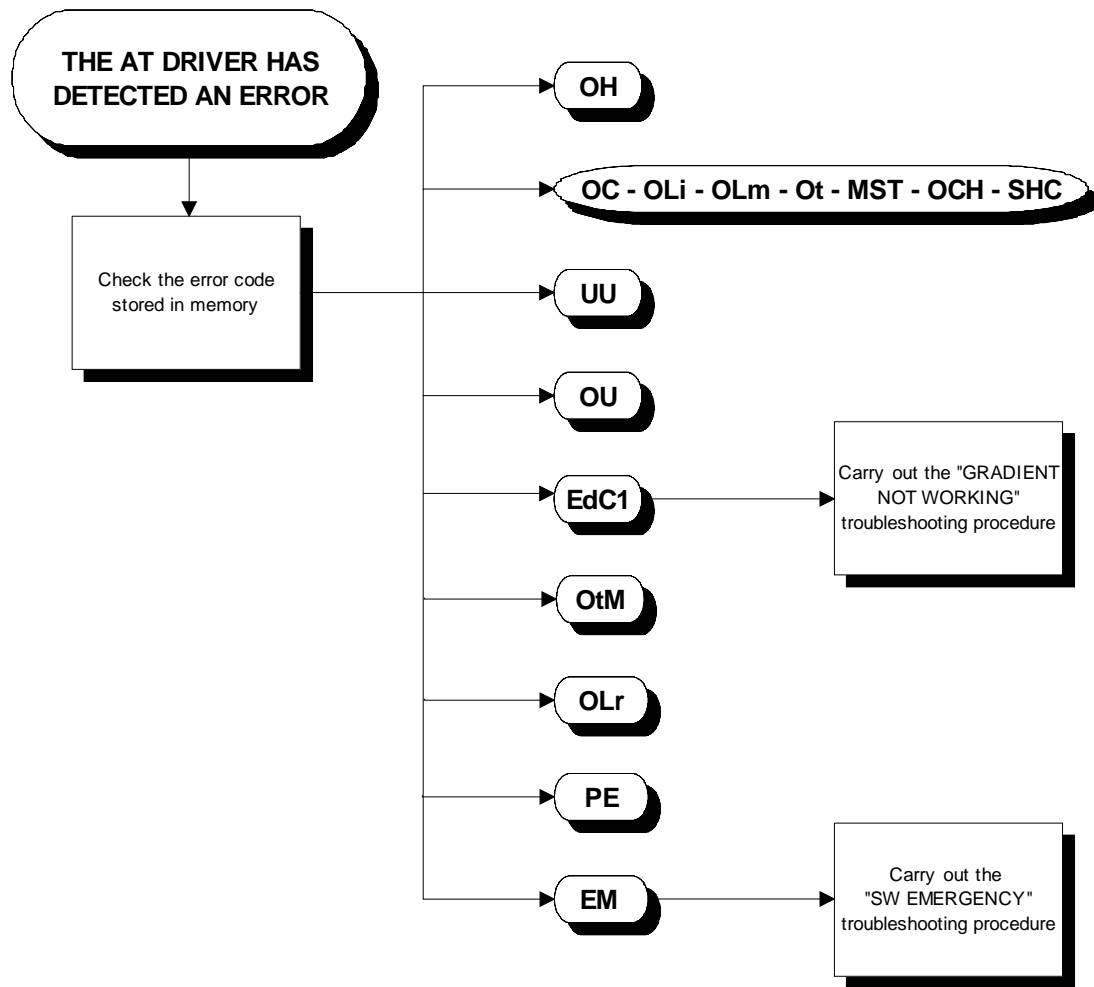 THE AT DRIVER HAS
DETECTED AN ERROR
Check the error code
stored in memory
OH
OC - OLi - OLm - Ot - MST - OCH - SHC
UU
OU
EdC1
Carry out the "GRADIENT
NOT WORKING"
troubleshooting procedure
OtM
OLr
PE
EM
Carry out the
"SW EMERGENCY"
troubleshooting procedure